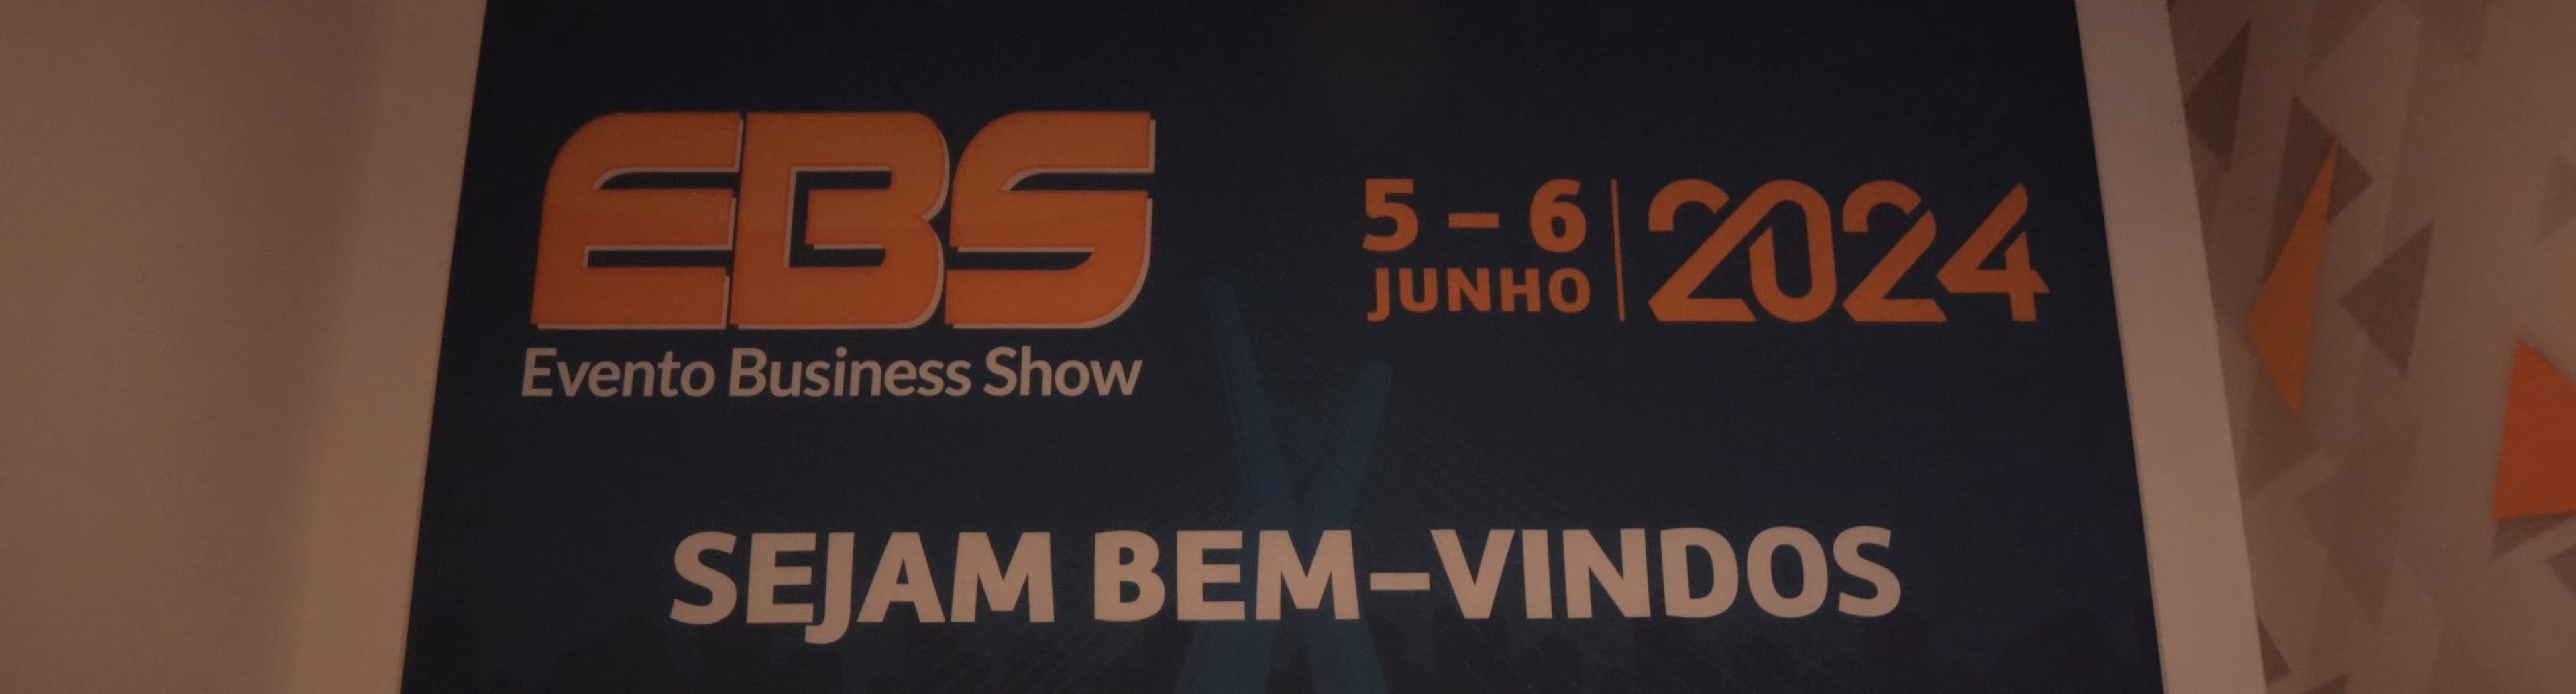 EBS
Evento Business Show
5 – 6
JUNHO
2024
SEJAM BEM-VINDOS